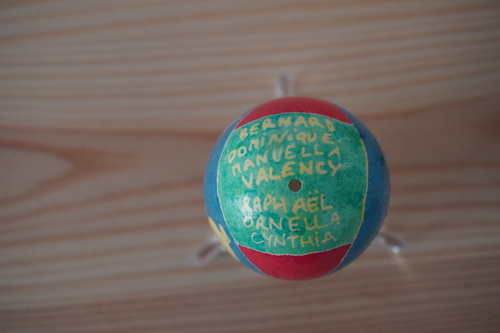 BERNARD
DOMINIQUE
MANUELLA
VALENCY
RAPHAËL
ORNELLA
CYNTHiA